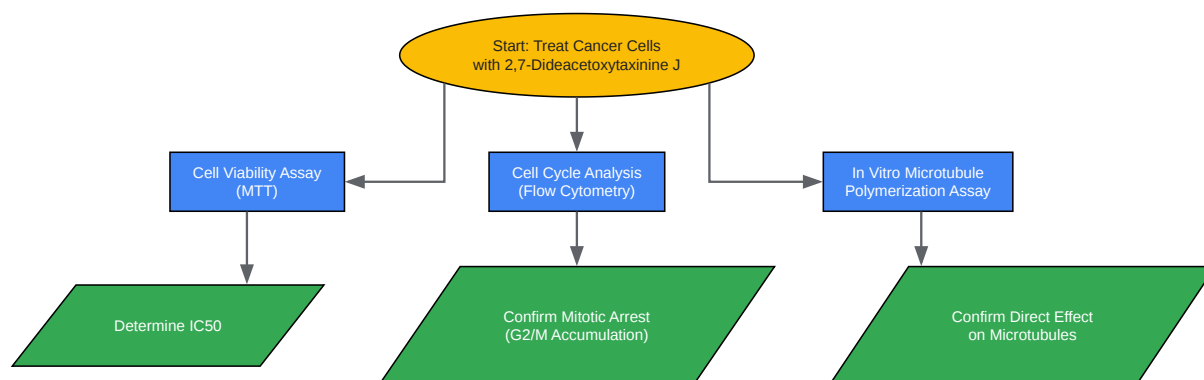 Start: Treat Cancer Cells
with 2,7-Dideacetoxytaxinine J
Cell Viability Assay
(MTT)
Cell Cycle Analysis
(Flow Cytometry)
In Vitro Microtubule
Polymerization Assay
Determine IC50
Confirm Mitotic Arrest
(G2/M Accumulation)
Confirm Direct Effect
on Microtubules